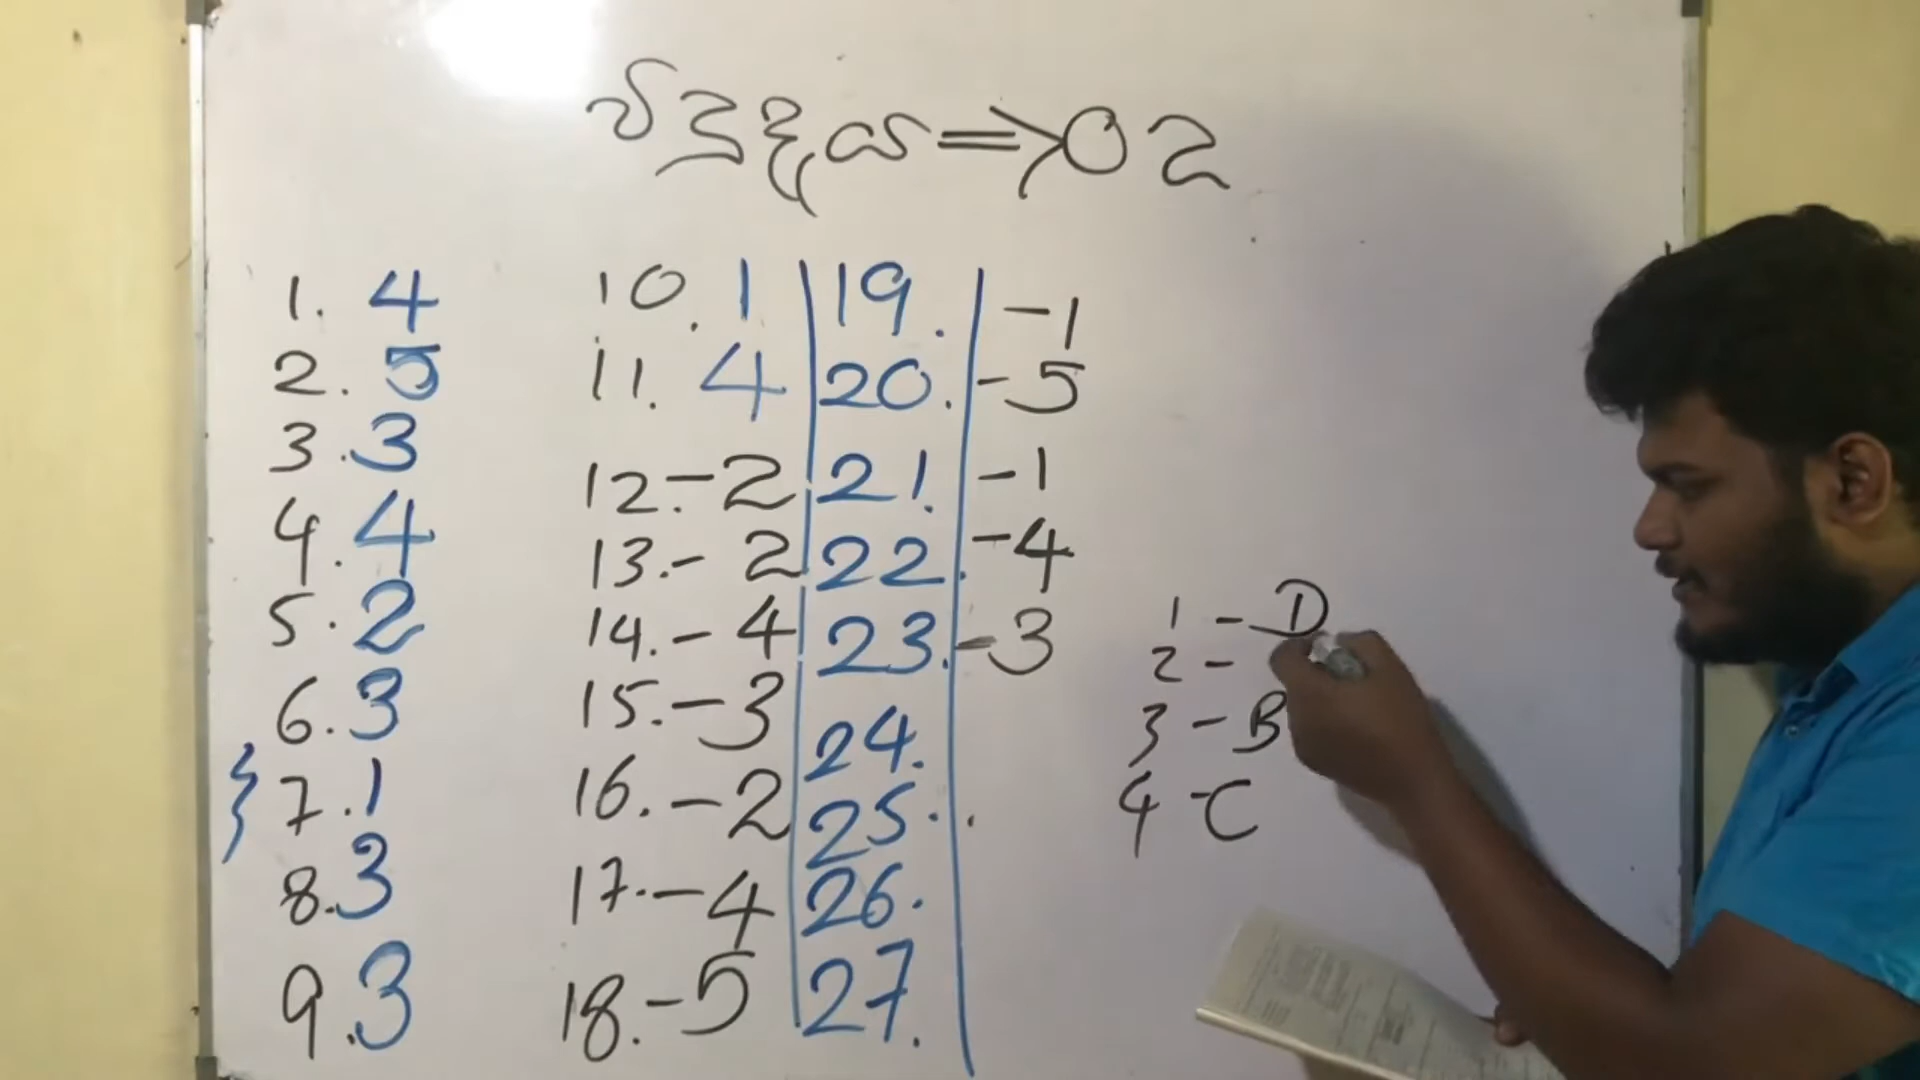 විද්‍යුදය => 02
1. 4
2. 5
3. 3
4. 4
5. 2
6. 3
7. 1
8. 3
9. 3
10. 1
11. 4
12. - 2
13. - 2
14. - 4
15. - 3
16. - 2
17. - 4
18. - 5
19. - 1
20. - 5
21. - 1
22. - 4
23. - 3
24.
25.
26.
27.
1 - D
2 -
3 - B
4 - C